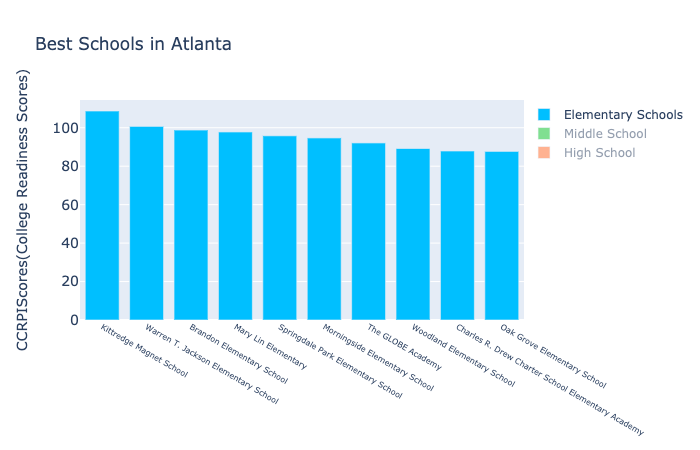 Best Schools in Atlanta
CCRPIScores(College Readiness Scores)
100
80
60
40
20
0
Kittredge Magnet School
Warren T. Jackson Elementary School
Brandon Elementary School
Mary Lin Elementary
Springdale Park Elementary School
Morningside Elementary School
The GLOBE Academy
Woodland Elementary School
Charles R. Drew Charter School Elementary Academy
Oak Grove Elementary School
Elementary Schools
Middle School
High School